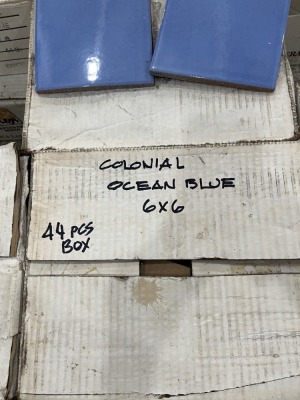 COLONIAL
OCEAN BLUE
6X6
44 PCS
BOX